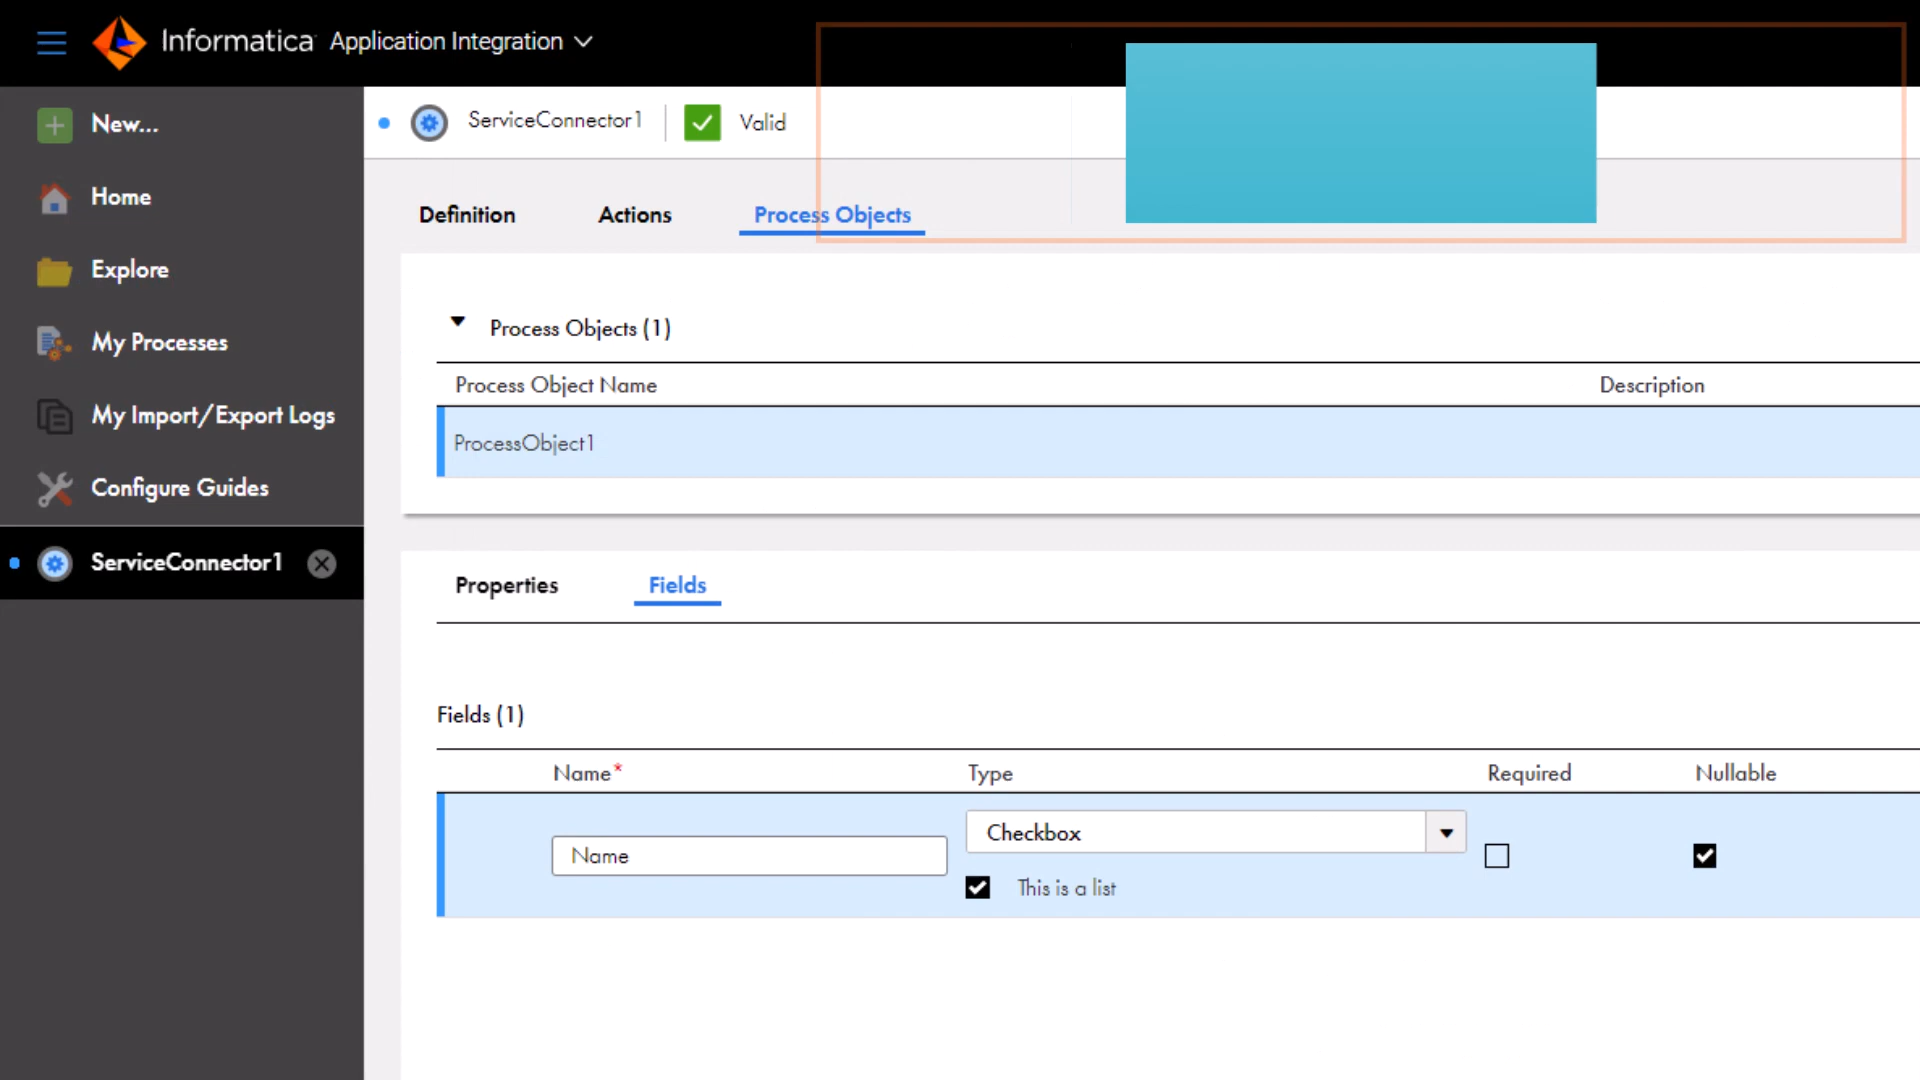 Informatica Application Integration
New...
Home
Explore
My Processes
My Import/Export Logs
Configure Guides
ServiceConnector1
ServiceConnector1 Valid
Definition Actions Process Objects
Process Objects (1)
Process Object Name Description
ProcessObject1
Properties Fields
Fields (1)
Name* Type Required Nullable
Name Checkbox
This is a list